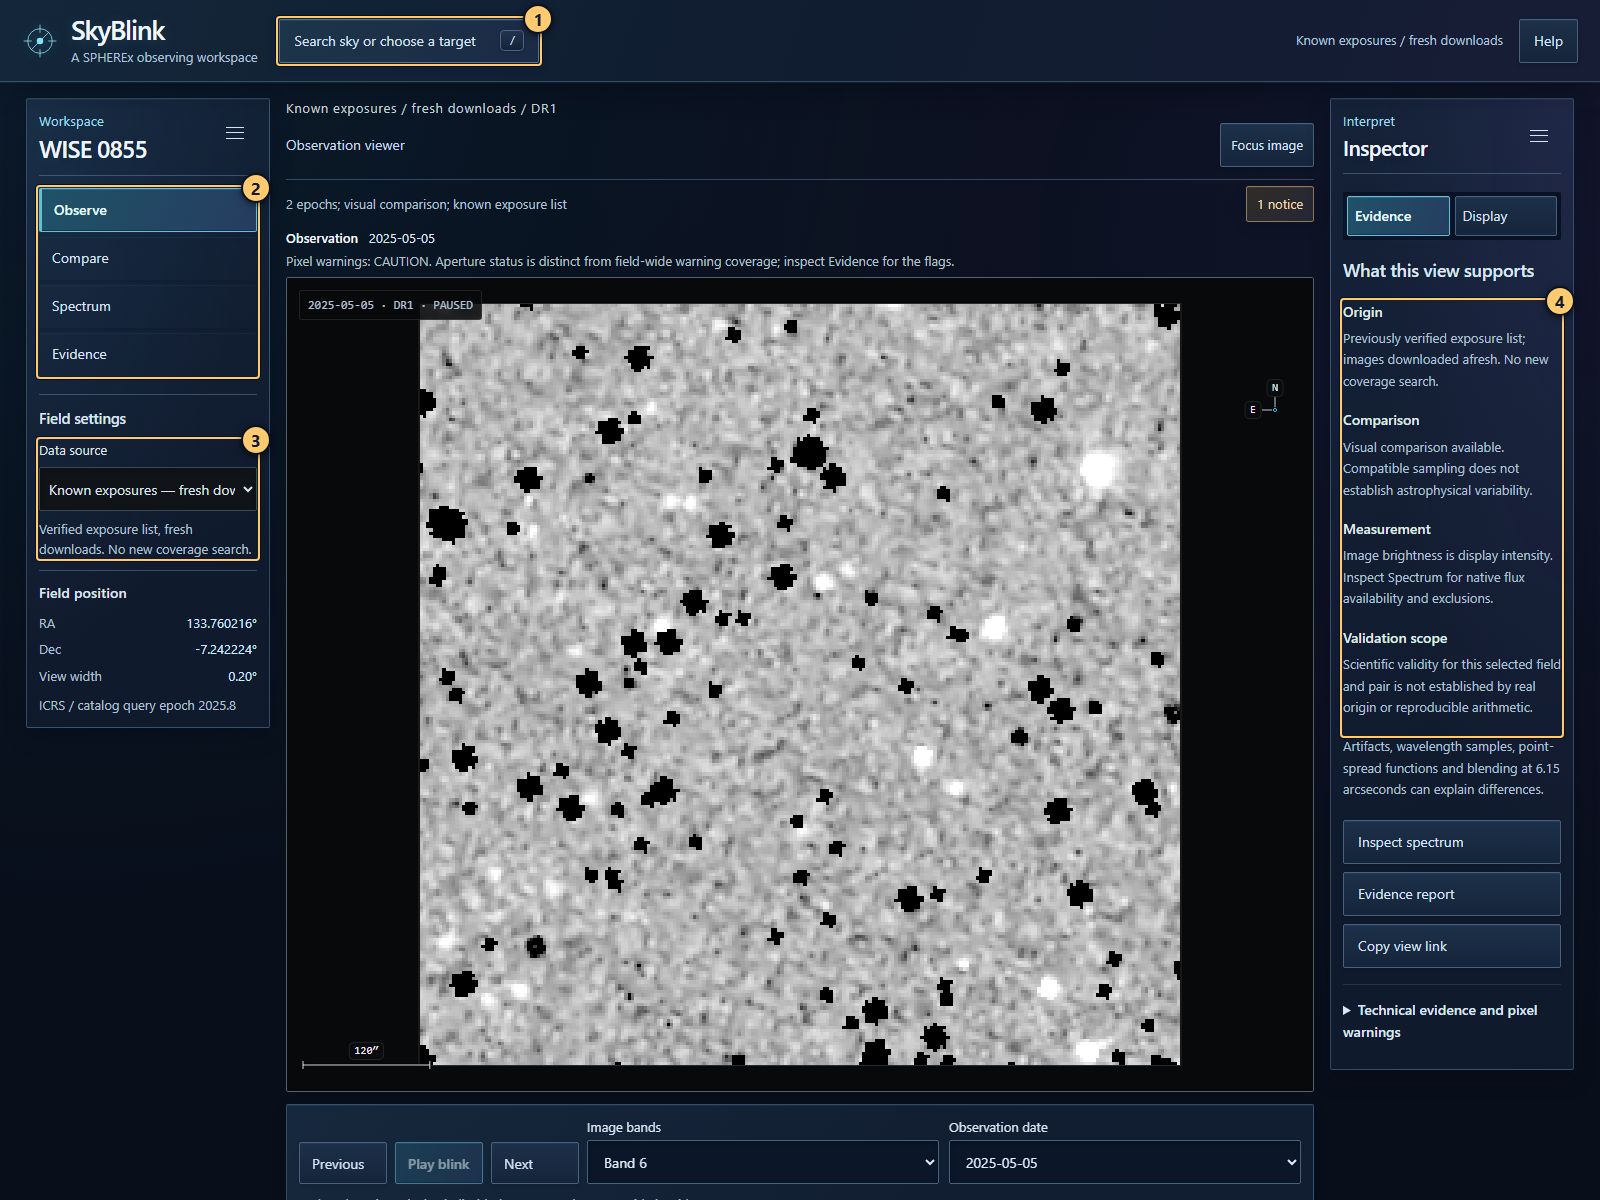 SkyBlink
A SPHEREx observing workspace
Search sky or choose a target /
1
Known exposures / fresh downloads
Help
Workspace
WISE 0855
2
Observe
Compare
Spectrum
Evidence
Field settings
3
Data source
Known exposures — fresh dov
Verified exposure list, fresh
downloads. No new coverage search.
Field position
RA 133.760216°
Dec -7.242224°
View width 0.20°
ICRS / catalog query epoch 2025.8
Known exposures / fresh downloads / DR1
Observation viewer
Focus image
2 epochs; visual comparison; known exposure list
1 notice
Observation 2025-05-05
Pixel warnings: CAUTION. Aperture status is distinct from field-wide warning coverage; inspect Evidence for the flags.
2025-05-05 · DR1 · PAUSED
N
E
120″
Previous
Play blink
Next
Image bands
Band 6
Observation date
2025-05-05
Interpret
Inspector
Evidence
Display
What this view supports
4
Origin
Previously verified exposure list;
images downloaded afresh. No new
coverage search.
Comparison
Visual comparison available.
Compatible sampling does not
establish astrophysical variability.
Measurement
Image brightness is display intensity.
Inspect Spectrum for native flux
availability and exclusions.
Validation scope
Scientific validity for this selected field
and pair is not established by real
origin or reproducible arithmetic.
Artifacts, wavelength samples, point-
spread functions and blending at 6.15
arcseconds can explain differences.
Inspect spectrum
Evidence report
Copy view link
Technical evidence and pixel
warnings